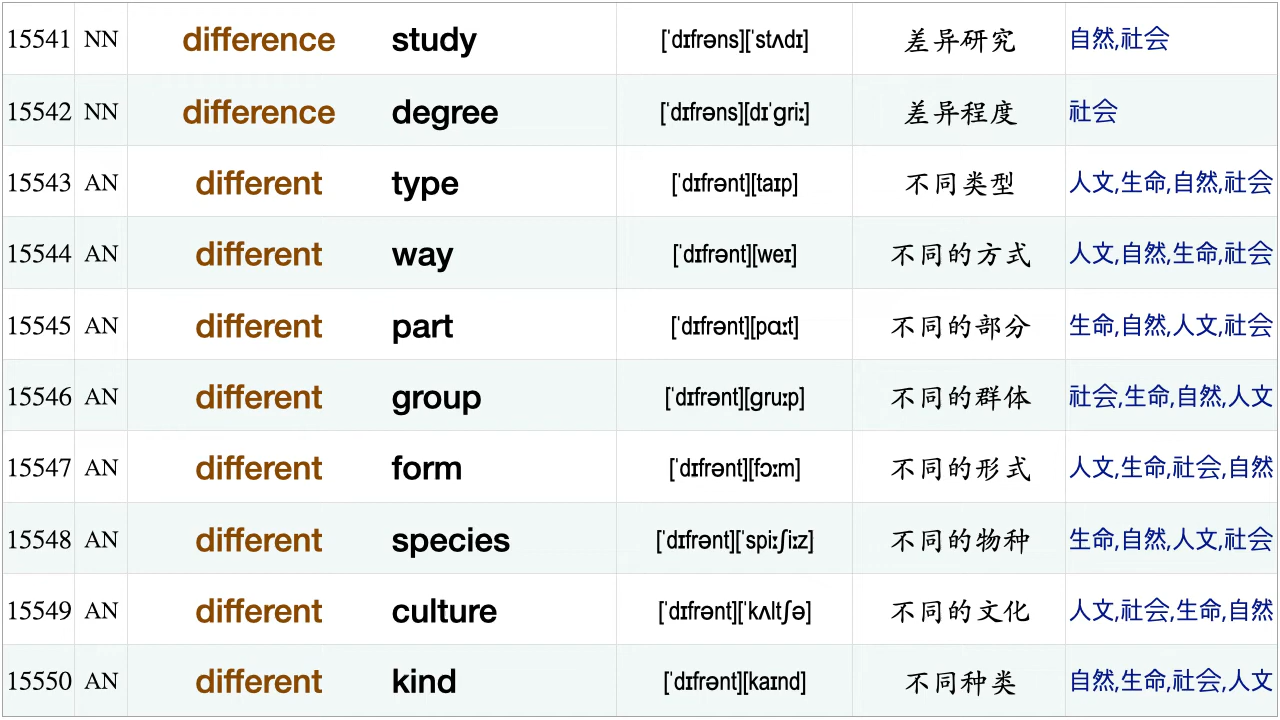 15541 NN difference study [ˈdɪfrəns][ˈstʌdɪ] 差异研究 自然,社会
15542 NN difference degree [ˈdɪfrəns][dɪˈɡriː] 差异程度 社会
15543 AN different type [ˈdɪfrənt][taɪp] 不同类型 人文,生命,自然,社会
15544 AN different way [ˈdɪfrənt][weɪ] 不同的方式 人文,自然,生命,社会
15545 AN different part [ˈdɪfrənt][pɑːt] 不同的部分 生命,自然,人文,社会
15546 AN different group [ˈdɪfrənt][ɡruːp] 不同的群体 社会,生命,自然,人文
15547 AN different form [ˈdɪfrənt][fɔːm] 不同的形式 人文,生命,社会,自然
15548 AN different species [ˈdɪfrənt][ˈspiːʃiːz] 不同的物种 生命,自然,人文,社会
15549 AN different culture [ˈdɪfrənt][ˈkʌltʃə] 不同的文化 人文,社会,生命,自然
15550 AN different kind [ˈdɪfrənt][kaɪnd] 不同种类 自然,生命,社会,人文